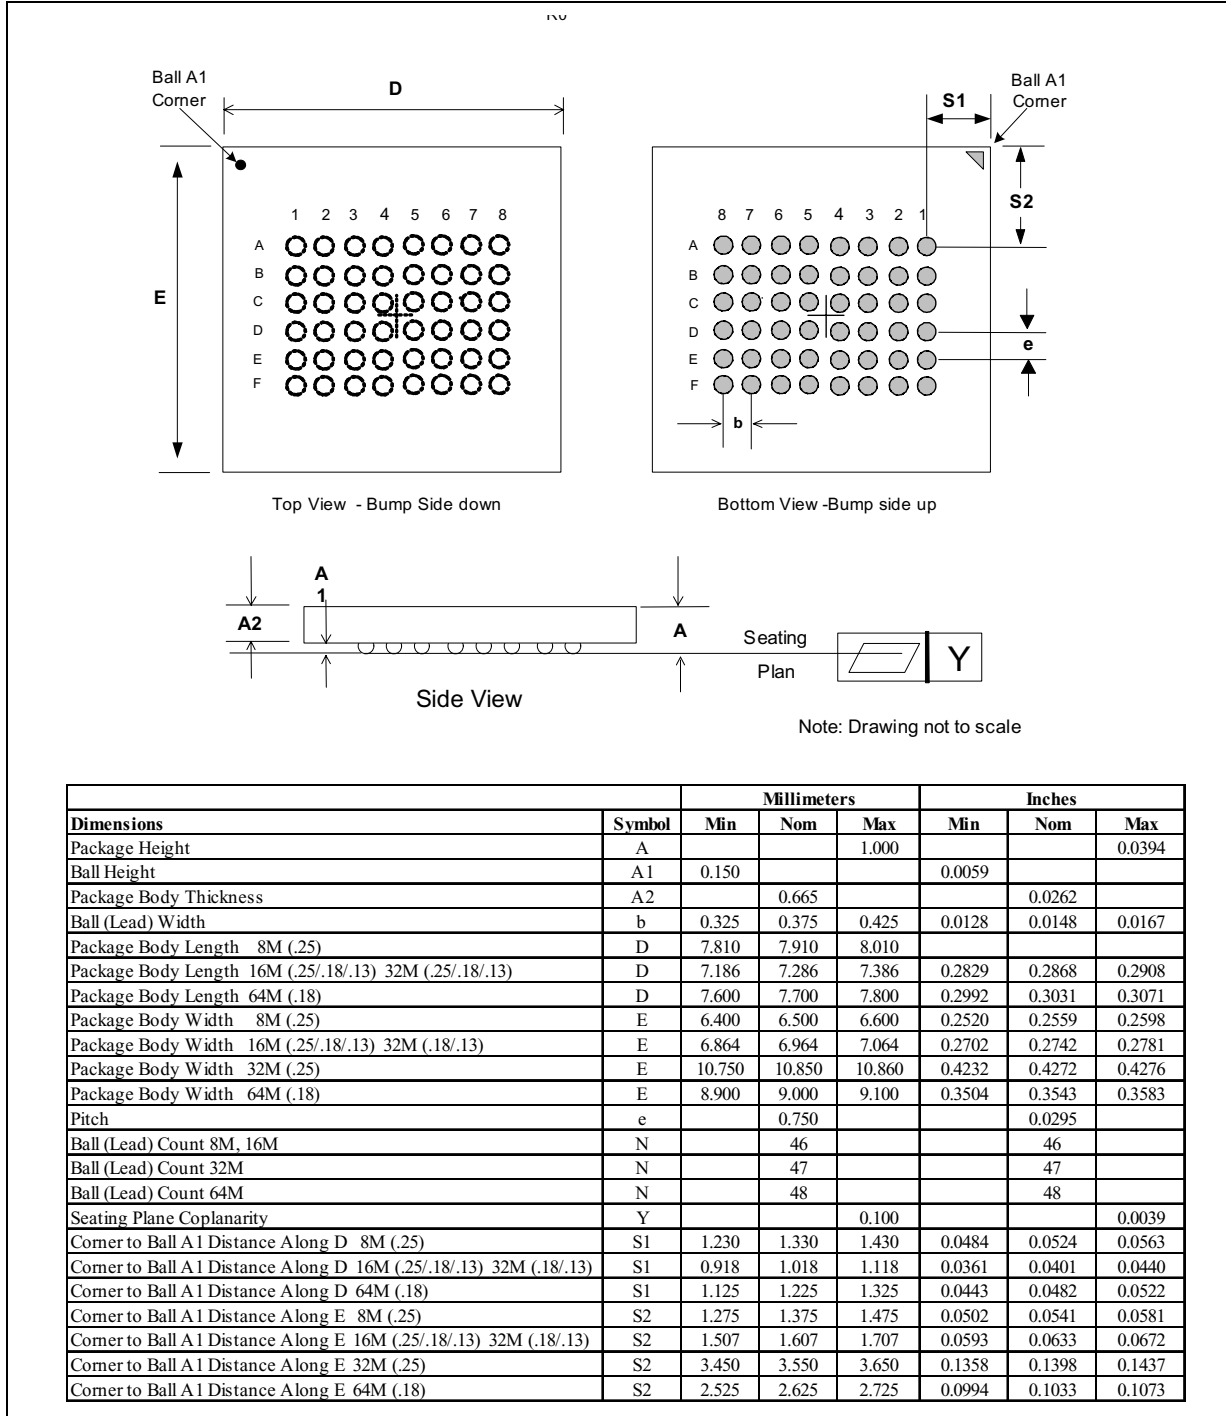 Ball A1
Corner
D
S1
Ball A1
Corner
S2
E
1 2 3 4 5 6 7 8
A
B
C
D
E
F
8 7 6 5 4 3 2 1
A
B
C
D
E
F
e
b
Top View - Bump Side down
Bottom View -Bump side up
A
1
A2
A
Seating
Plan
Y
Side View
Note: Drawing not to scale
Millimeters Inches
Dimensions Symbol Min Nom Max Min Nom Max
Package Height A 1.000 0.0394
Ball Height A1 0.150 0.0059
Package Body Thickness A2 0.665 0.0262
Ball (Lead) Width b 0.325 0.375 0.425 0.0128 0.0148 0.0167
Package Body Length 8M (.25) D 7.810 7.910 8.010
Package Body Length 16M (.25/.18/.13) 32M (.25/.18/.13) D 7.186 7.286 7.386 0.2829 0.2868 0.2908
Package Body Length 64M (.18) D 7.600 7.700 7.800 0.2992 0.3031 0.3071
Package Body Width 8M (.25) E 6.400 6.500 6.600 0.2520 0.2559 0.2598
Package Body Width 16M (.25/.18/.13) 32M (.18/.13) E 6.864 6.964 7.064 0.2702 0.2742 0.2781
Package Body Width 32M (.25) E 10.750 10.850 10.860 0.4232 0.4272 0.4276
Package Body Width 64M (.18) E 8.900 9.000 9.100 0.3504 0.3543 0.3583
Pitch e 0.750 0.0295
Ball (Lead) Count 8M, 16M N 46 46
Ball (Lead) Count 32M N 47 47
Ball (Lead) Count 64M N 48 48
Seating Plane Coplanarity Y 0.100 0.0039
Corner to Ball A1 Distance Along D 8M (.25) S1 1.230 1.330 1.430 0.0484 0.0524 0.0563
Corner to Ball A1 Distance Along D 16M (.25/.18/.13) 32M (.18/.13) S1 0.918 1.018 1.118 0.0361 0.0401 0.0440
Corner to Ball A1 Distance Along D 64M (.18) S1 1.125 1.225 1.325 0.0443 0.0482 0.0522
Corner to Ball A1 Distance Along E 8M (.25) S2 1.275 1.375 1.475 0.0502 0.0541 0.0581
Corner to Ball A1 Distance Along E 16M (.25/.18/.13) 32M (.18/.13) S2 1.507 1.607 1.707 0.0593 0.0633 0.0672
Corner to Ball A1 Distance Along E 32M (.25) S2 3.450 3.550 3.650 0.1358 0.1398 0.1437
Corner to Ball A1 Distance Along E 64M (.18) S2 2.525 2.625 2.725 0.0994 0.1033 0.1073